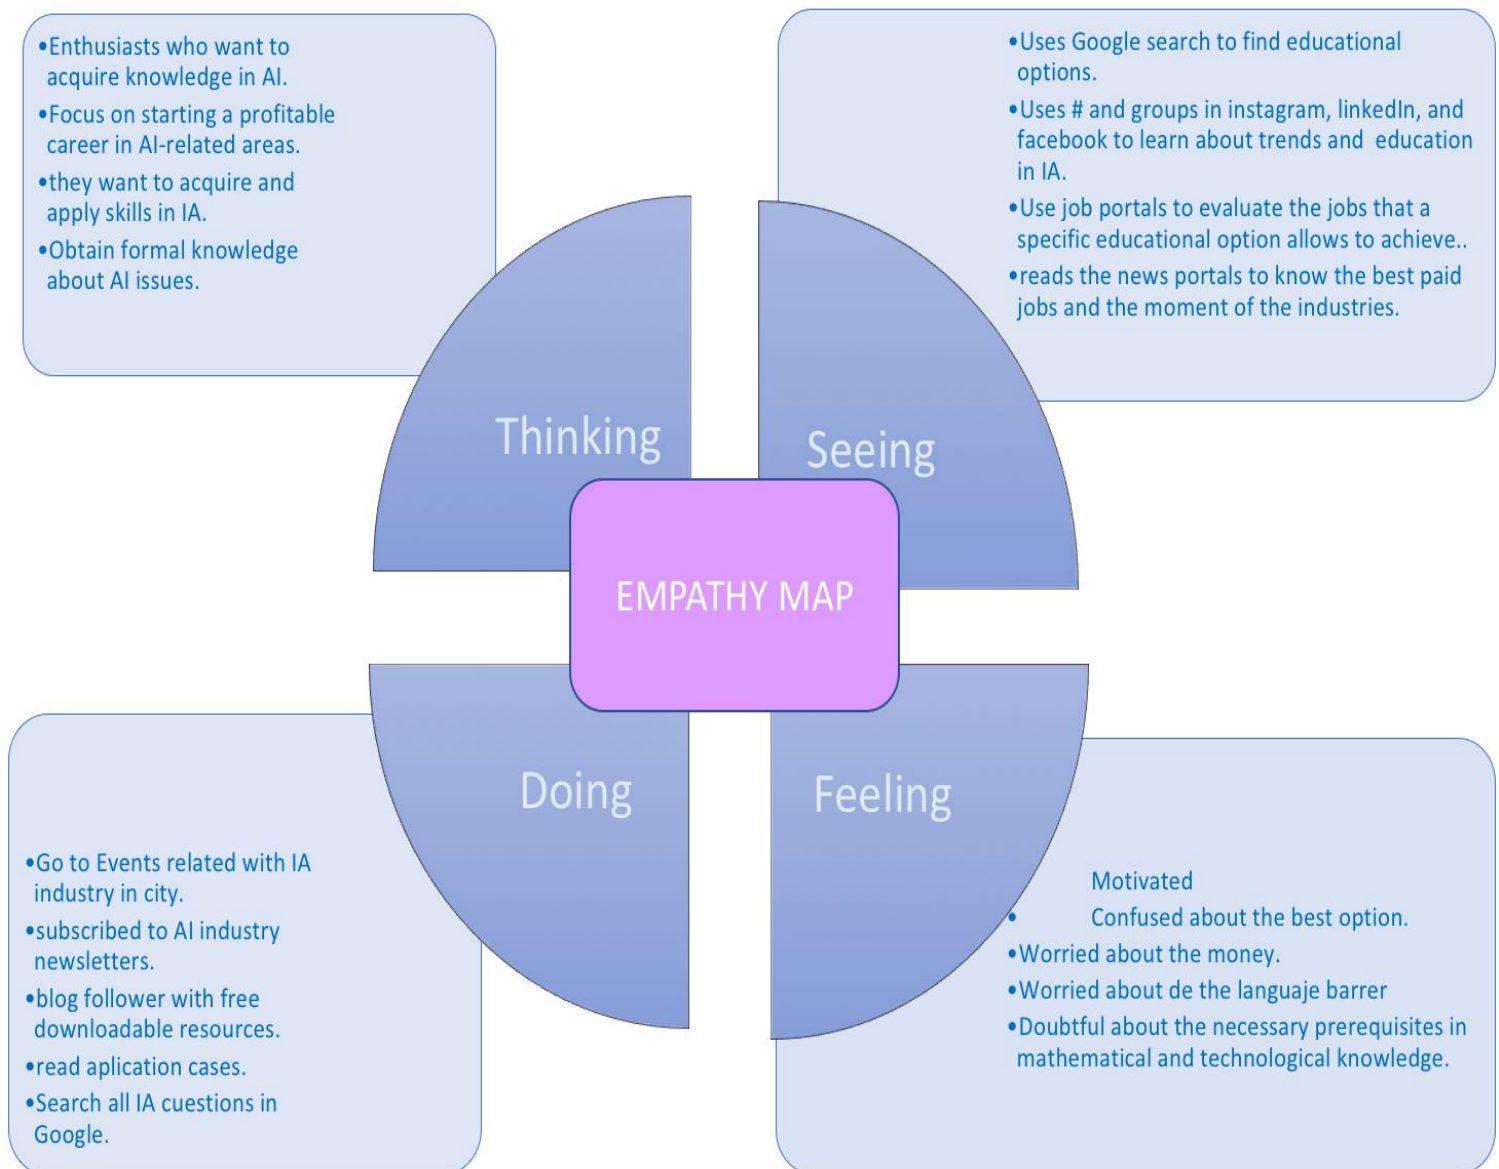 •Enthusiasts who want to
acquire knowledge in AI.
•Focus on starting a profitable
career in AI-related areas.
•they want to acquire and
apply skills in IA.
•Obtain formal knowledge
about AI issues.
•Uses Google search to find educational
options.
•Uses # and groups in instagram, linkedIn, and
facebook to learn about trends and  education
in IA.
•Use job portals to evaluate the jobs that a
specific educational option allows to achieve..
•reads the news portals to know the best paid
jobs and the moment of the industries.
Thinking
Seeing
EMPATHY MAP
Doing
Feeling
•Go to Events related with IA
industry in city.
•subscribed to AI industry
newsletters.
•blog follower with free
downloadable resources.
•read aplication cases.
•Search all IA cuestions in
Google.
Motivated
• Confused about the best option.
•Worried about the money.
•Worried about de the languaje barrer
•Doubtful about the necessary prerequisites in
mathematical and technological knowledge.